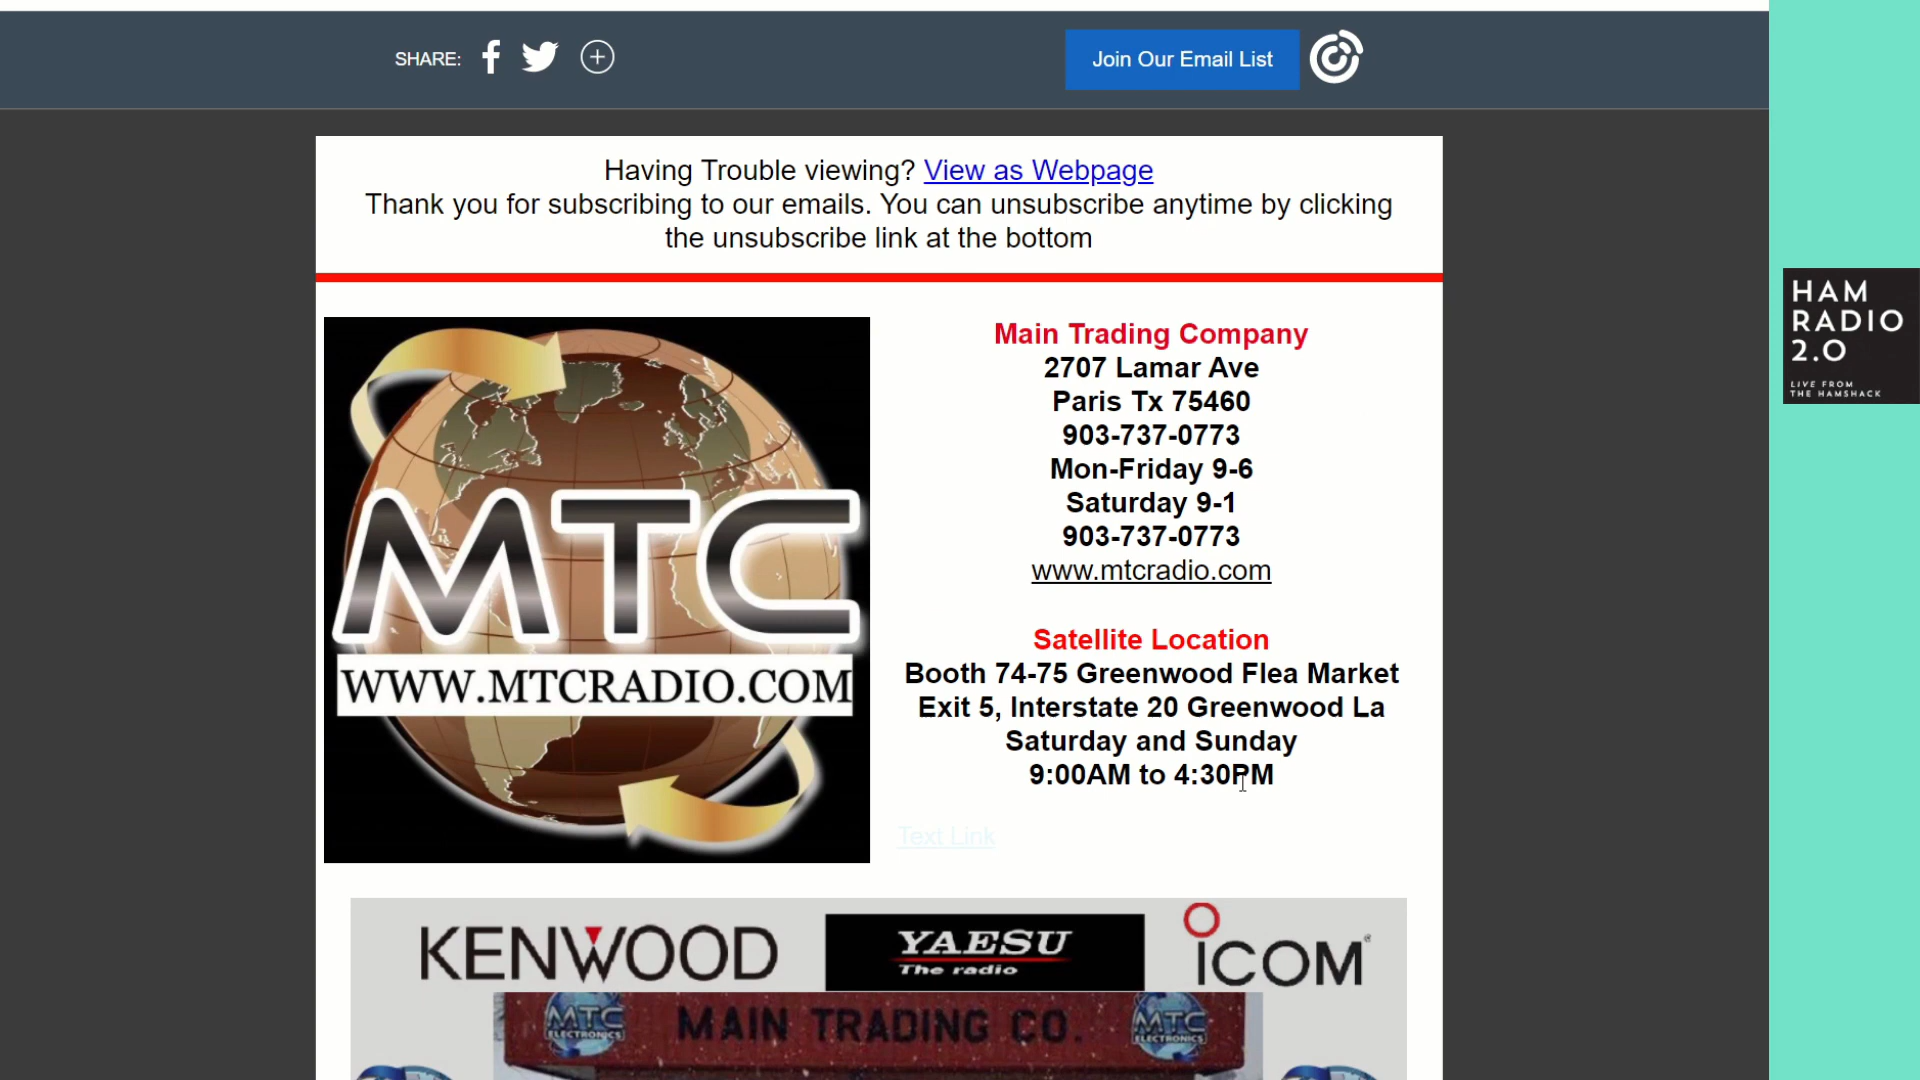 SHARE:
Join Our Email List
Having Trouble viewing? View as Webpage
Thank you for subscribing to our emails. You can unsubscribe anytime by clicking
the unsubscribe link at the bottom
HAM
RADIO
2.0
LIVE FROM
THE HAMSHACK
MTC
WWW.MTCRADIO.COM
Main Trading Company
2707 Lamar Ave
Paris Tx 75460
903-737-0773
Mon-Friday 9-6
Saturday 9-1
903-737-0773
www.mtcradio.com
Satellite Location
Booth 74-75 Greenwood Flea Market
Exit 5, Interstate 20 Greenwood La
Saturday and Sunday
9:00AM to 4:30PM
Text Link
KENWOOD
YAESU
The radio
ICOM®
MTC
ELECTRONICS
MAIN TRADING CO.
MTC
ELECTRONICS